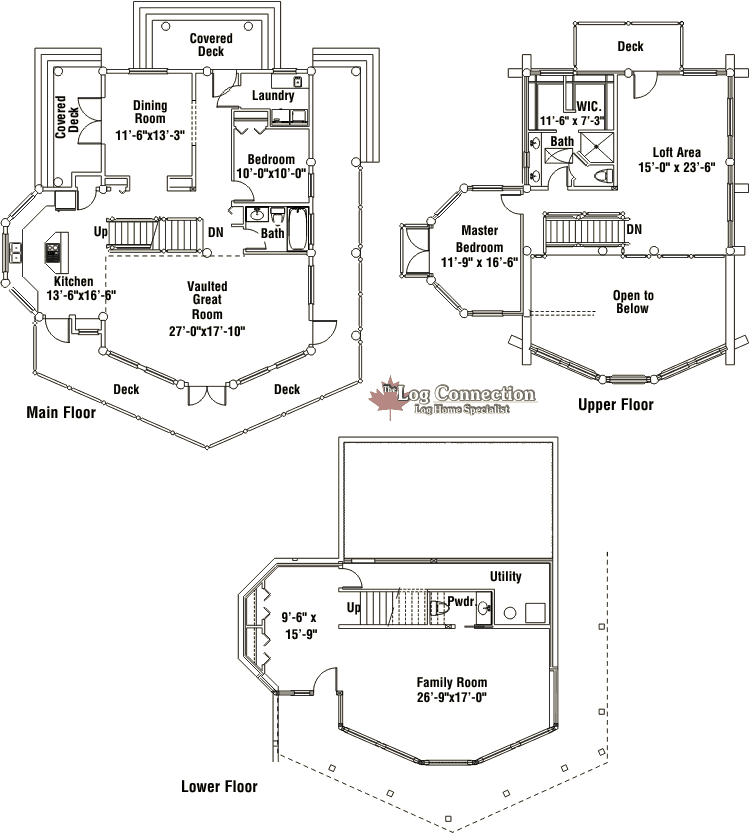 Covered
Deck
Covered
Deck
Dining
Room
11'-6"x13'-3"
Laundry
Bedroom
10'-0"x10'-0"
Up
DN
Bath
Kitchen
13'-6"x16'-6"
Vaulted
Great
Room
27'-0"x17'-10"
Deck
Deck
Main Floor
Deck
WIC.
11'-6" x 7'-3"
Bath
Loft Area
15'-0" x 23'-6"
Master
Bedroom
11'-9" x 16'-6"
DN
Open to
Below
Upper Floor
The
Log Connection
Log Home Specialist
Utility
Up
Pwdr.
9'-6" x
15'-9"
Family Room
26'-9"x17'-0"
Lower Floor